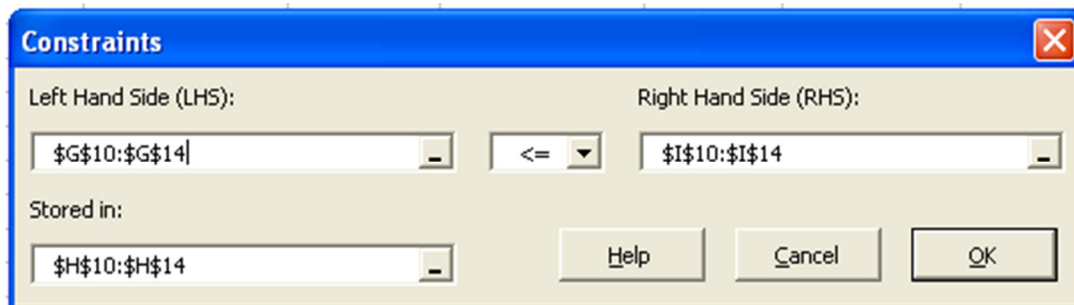 Constraints
Left Hand Side (LHS): Right Hand Side (RHS):
$G$10:$G$14 <= $I$10:$I$14
Stored in:
$H$10:$H$14 Help Cancel OK